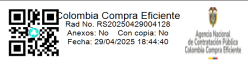 Colombia Compra Eficiente
Rad No. RS20250429004128
Anexos: No Con copia: No
Fecha: 29/04/2025 18:44:40
Agencia Nacional
de Contratación Pública
Colombia Compra Eficiente